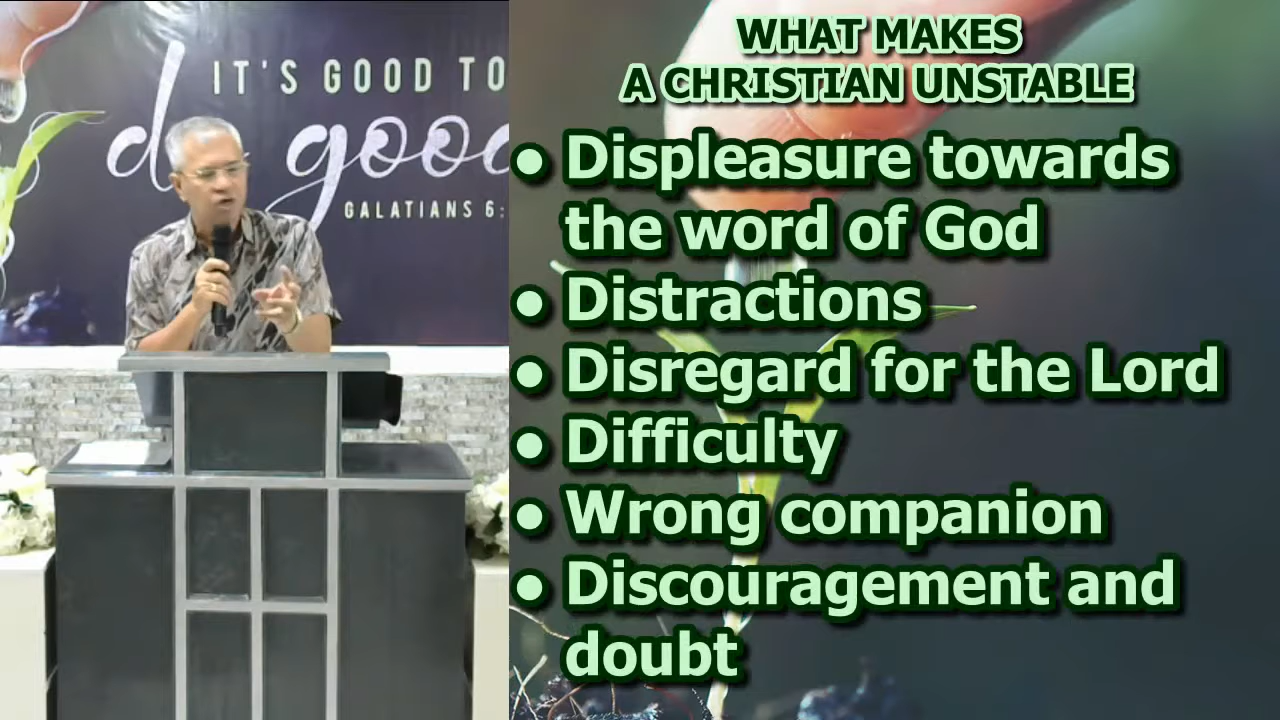 IT'S GOOD TO
do good
GALATIANS 6:
WHAT MAKES
A CHRISTIAN UNSTABLE
● Displeasure towards
the word of God
● Distractions
● Disregard for the Lord
● Difficulty
● Wrong companion
● Discouragement and
doubt